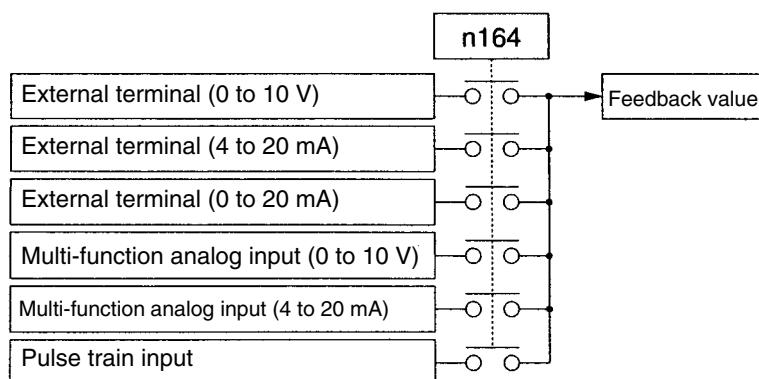 n164
External terminal (0 to 10 V)
Feedback value
External terminal (4 to 20 mA)
External terminal (0 to 20 mA)
Multi-function analog input (0 to 10 V)
Multi-function analog input (4 to 20 mA)
Pulse train input